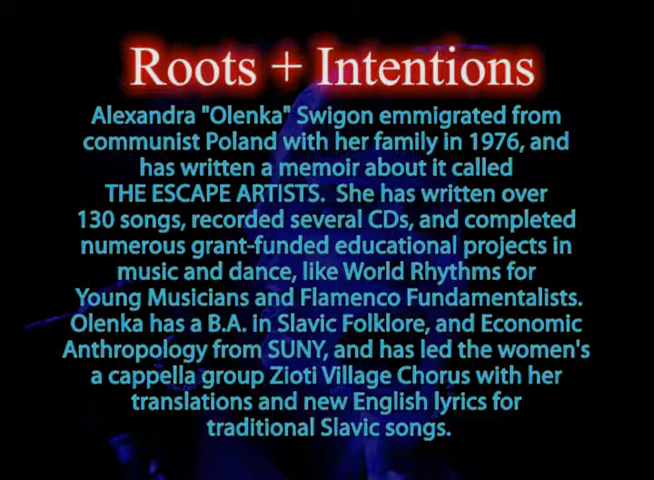 Roots + Intentions
Alexandra "Olenka" Swigon emmigrated from
communist Poland with her family in 1976, and
has written a memoir about it called
THE ESCAPE ARTISTS. She has written over
130 songs, recorded several CDs, and completed
numerous grant-funded educational projects in
music and dance, like World Rhythms for
Young Musicians and Flamenco Fundamentalists.
Olenka has a B.A. in Slavic Folklore, and Economic
Anthropology from SUNY, and has led the women's
a cappella group Zioti Village Chorus with her
translations and new English lyrics for
traditional Slavic songs.